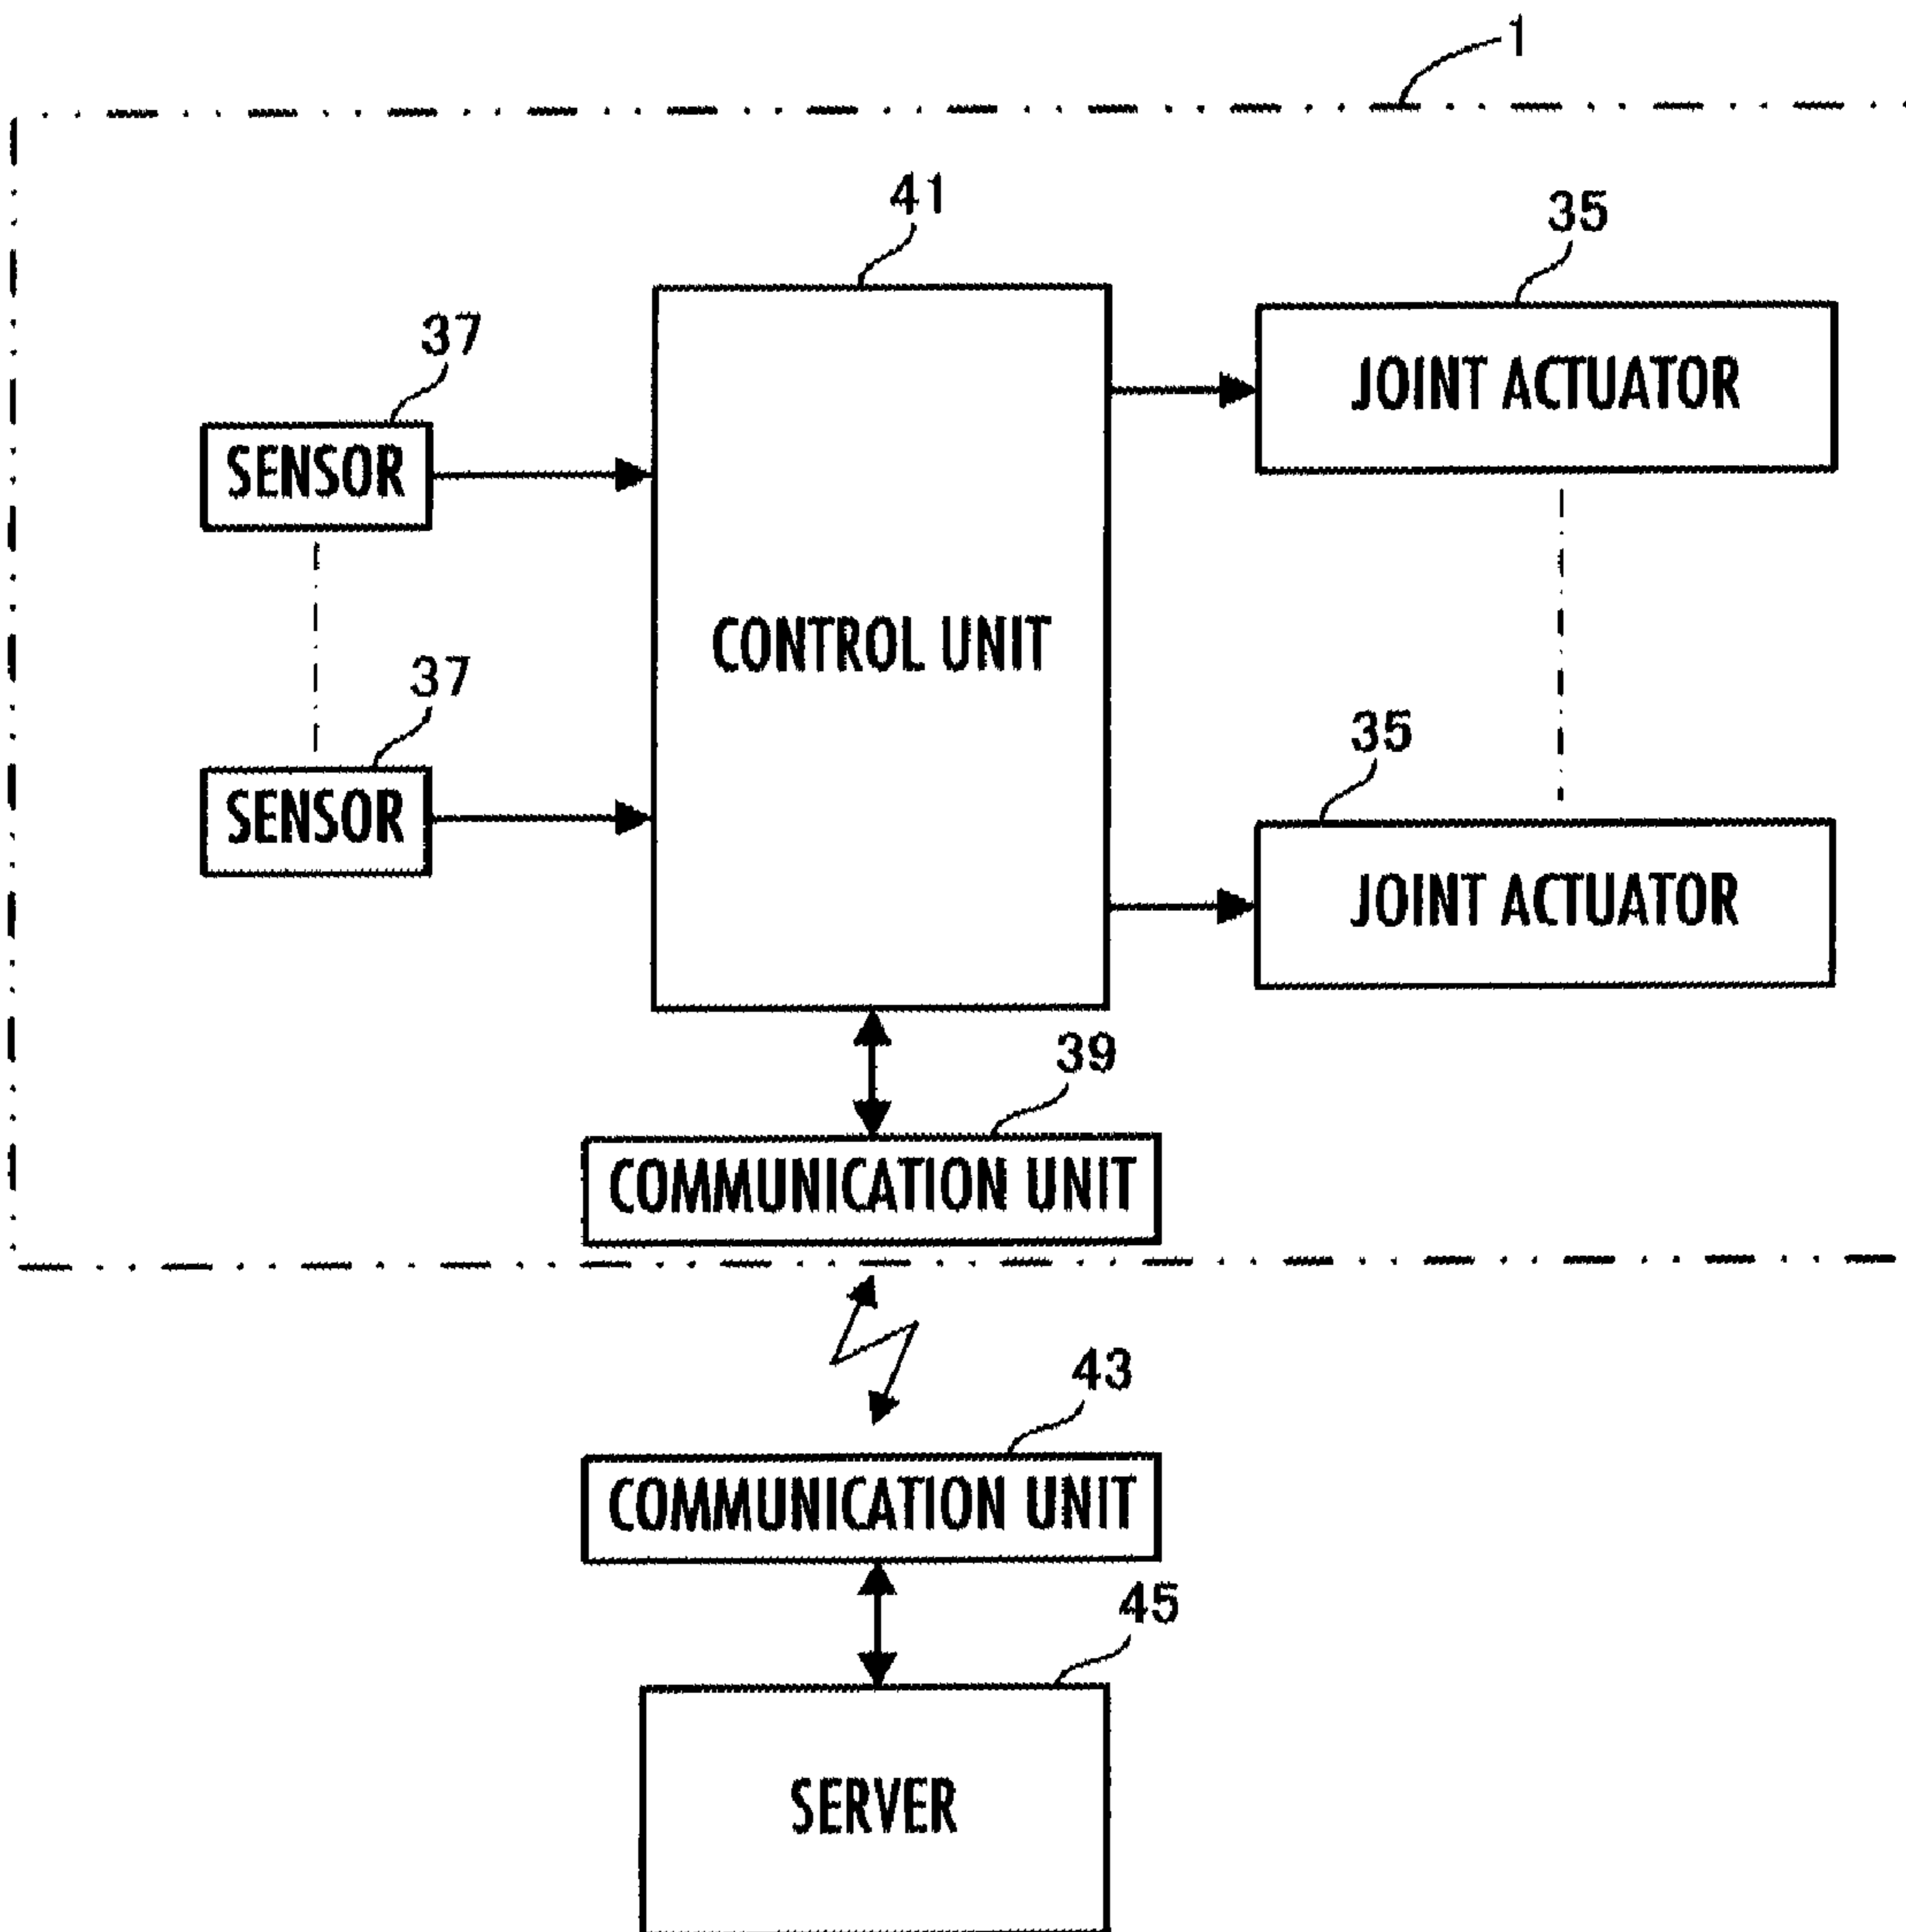 1
41
35
37
JOINT ACTUATOR
SENSOR
CONTROL UNIT
37
35
SENSOR
JOINT ACTUATOR
39
COMMUNICATION UNIT
43
COMMUNICATION UNIT
45
SERVER